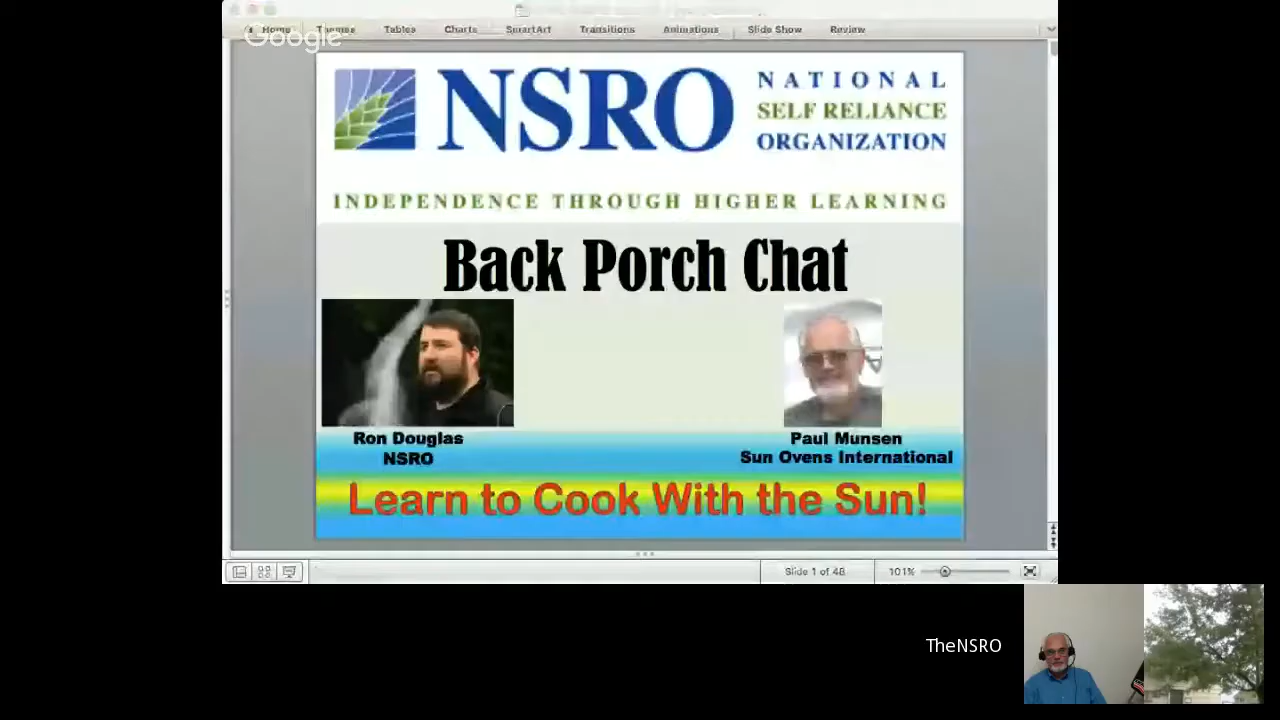 Home Themes Tables Charts SmartArt Transitions Animations Slide Show Review
Google
NSRO
NATIONAL
SELF RELIANCE
ORGANIZATION
INDEPENDENCE THROUGH HIGHER LEARNING
Back Porch Chat
Ron Douglas
NSRO
Paul Munsen
Sun Ovens International
Learn to Cook With the Sun!
Slide 1 of 48 101%
TheNSRO